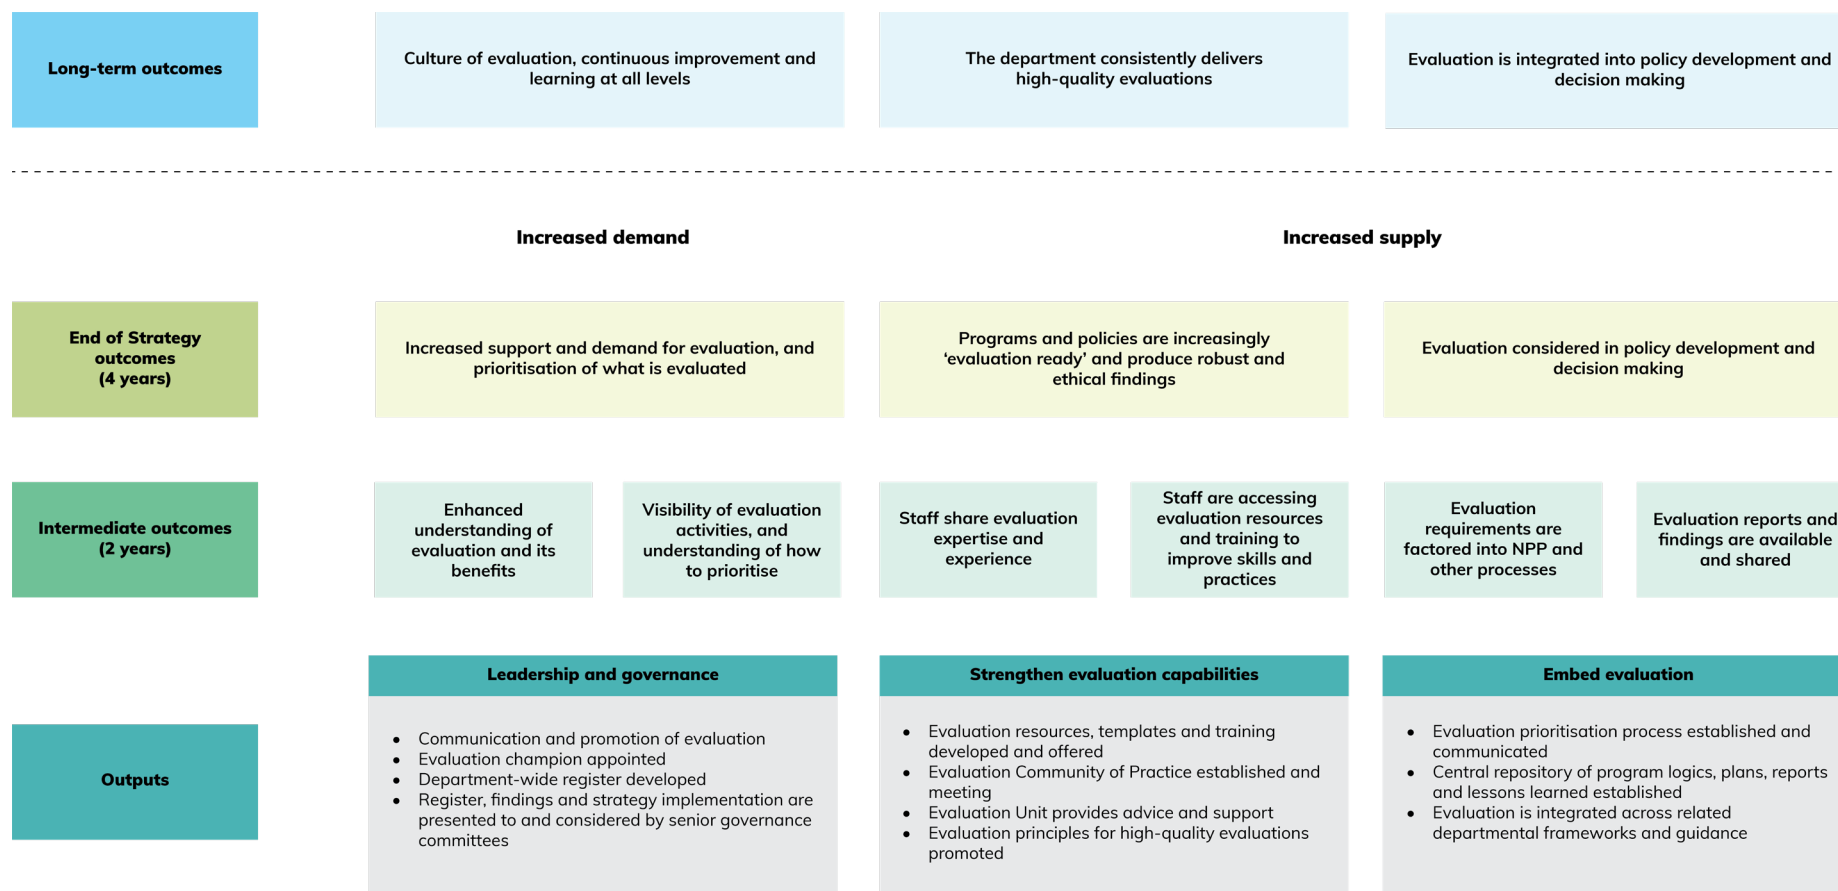 Long-term outcomes
Culture of evaluation, continuous improvement and
learning at all levels
The department consistently delivers
high-quality evaluations
Evaluation is integrated into policy development and
decision making
Increased demand
Increased supply
End of Strategy
outcomes
(4 years)
Increased support and demand for evaluation, and
prioritisation of what is evaluated
Programs and policies are increasingly
‘evaluation ready’ and produce robust and
ethical findings
Evaluation considered in policy development and
decision making
Intermediate outcomes
(2 years)
Enhanced
understanding of
evaluation and its
benefits
Visibility of evaluation
activities, and
understanding of how
to prioritise
Staff share evaluation
expertise and
experience
Staff are accessing
evaluation resources
and training to
improve skills and
practices
Evaluation
requirements are
factored into NPP and
other processes
Evaluation reports and
findings are available
and shared
Outputs
Leadership and governance
• Communication and promotion of evaluation
• Evaluation champion appointed
• Department-wide register developed
• Register, findings and strategy implementation are
presented to and considered by senior governance
committees
Strengthen evaluation capabilities
• Evaluation resources, templates and training
developed and offered
• Evaluation Community of Practice established and
meeting
• Evaluation Unit provides advice and support
• Evaluation principles for high-quality evaluations
promoted
Embed evaluation
• Evaluation prioritisation process established and
communicated
• Central repository of program logics, plans, reports
and lessons learned established
• Evaluation is integrated across related
departmental frameworks and guidance